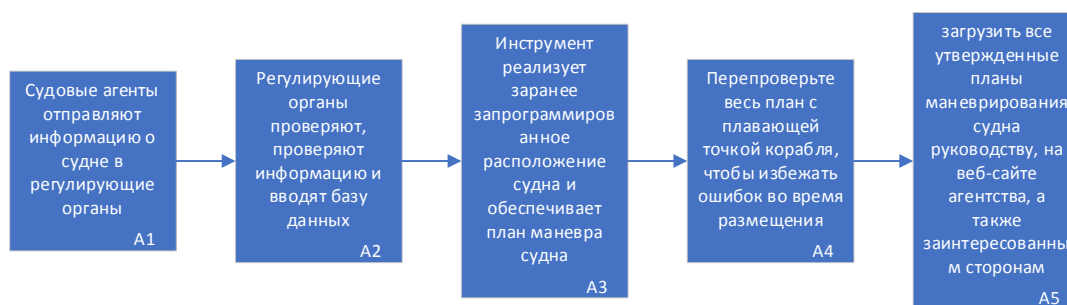 Судовые агенты
отправляют
информацию о
судне в
регулирующие
органы
A1
Регулирующие
органы
проверяют,
проверяют
информацию и
вводят базу
данных
A2
Инструмент
реализует
заранее
запрограммиров
анное
расположение
судна и
обеспечивает
план маневра
судна
A3
Перепроверьте
весь план с
плавающей
точкой корабля,
чтобы избежать
ошибок во время
размещения
A4
загрузить все
утвержденные
планы
маневрирования
судна
руководству, на
веб-сайте
агентства, а
также
заинтересованны
м сторонам
A5